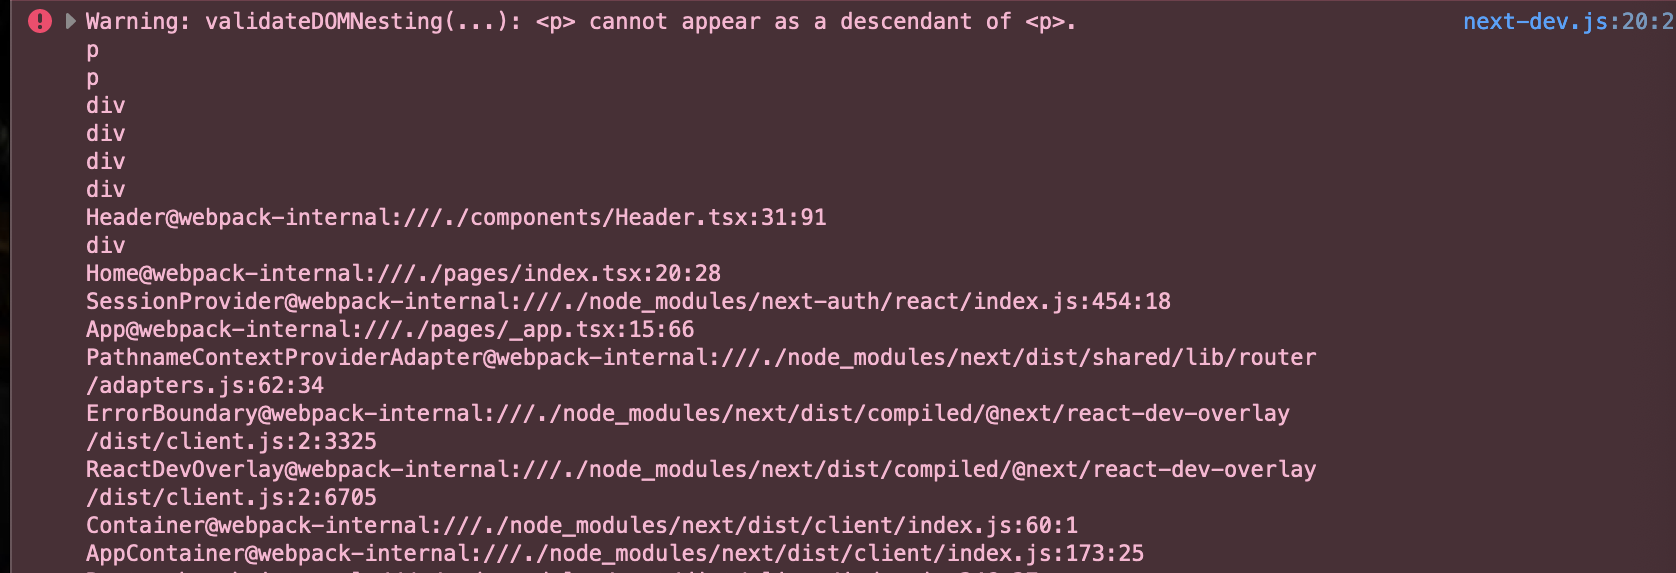 Warning: validateDOMNesting(...): <p> cannot appear as a descendant of <p>. next-dev.js:20:2
p
p
div
div
div
div
Header@webpack-internal:///./components/Header.tsx:31:91
div
Home@webpack-internal:///./pages/index.tsx:20:28
SessionProvider@webpack-internal:///./node_modules/next-auth/react/index.js:454:18
App@webpack-internal:///./pages/_app.tsx:15:66
PathnameContextProviderAdapter@webpack-internal:///./node_modules/next/dist/shared/lib/router
/adapters.js:62:34
ErrorBoundary@webpack-internal:///./node_modules/next/dist/compiled/@next/react-dev-overlay
/dist/client.js:2:3325
ReactDevOverlay@webpack-internal:///./node_modules/next/dist/compiled/@next/react-dev-overlay
/dist/client.js:2:6705
Container@webpack-internal:///./node_modules/next/dist/client/index.js:60:1
AppContainer@webpack-internal:///./node_modules/next/dist/client/index.js:173:25